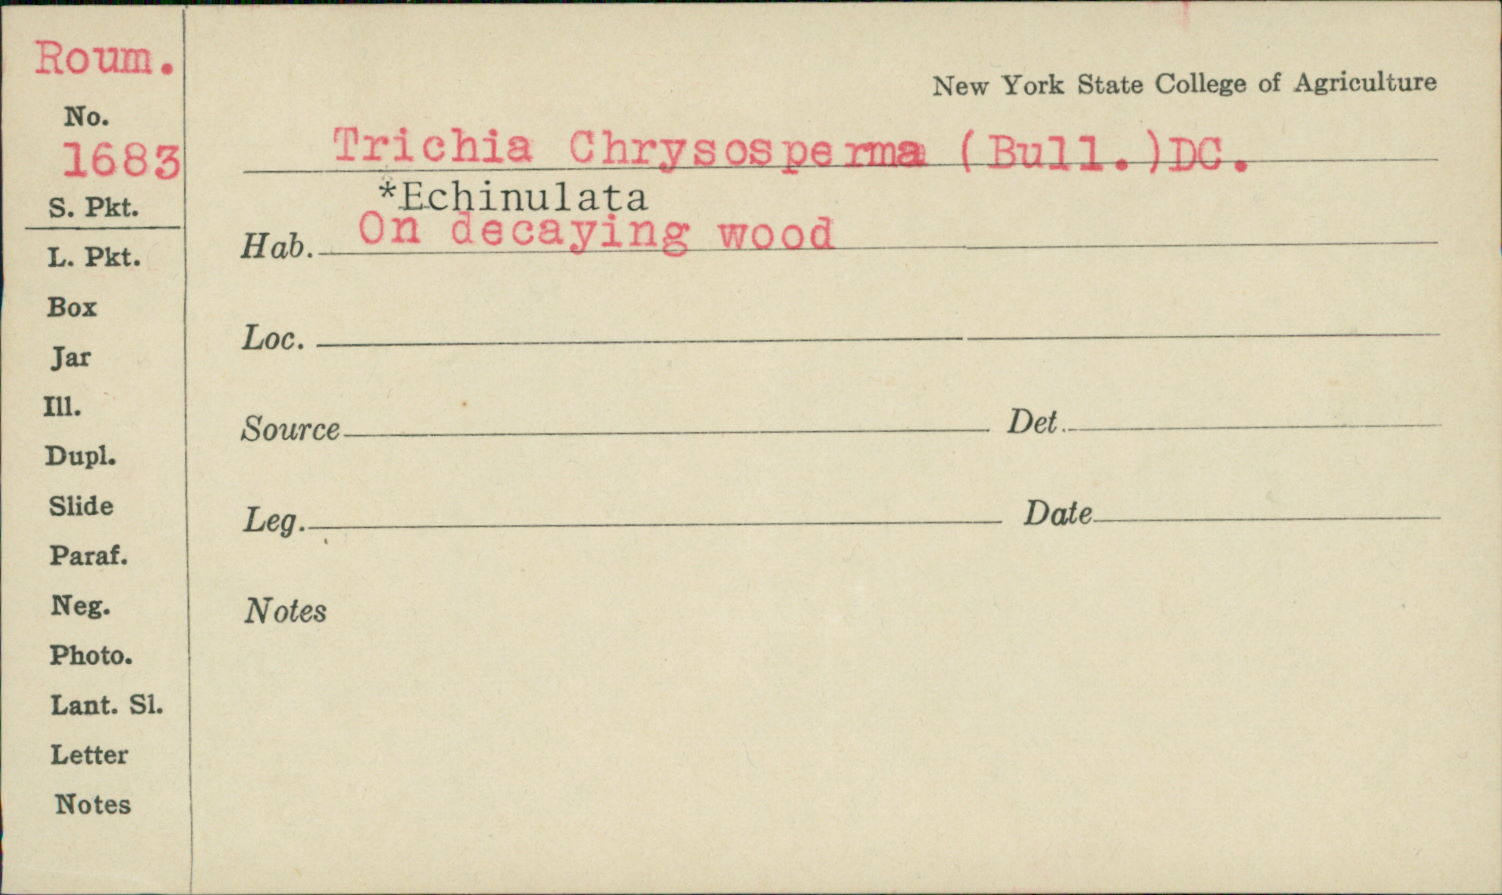 Roum.
No.
1683
S. Pkt.
L. Pkt.
Box
Jar
Ill.
Dupl.
Slide
Paraf.
Neg.
Photo.
Lant. Sl.
Letter
Notes
New York State College of Agriculture
Trichia Chrysosperma (Bull.)DC.
*Echinulata
Hab. On decaying wood
Loc.
Source Det.
Leg. Date
Notes